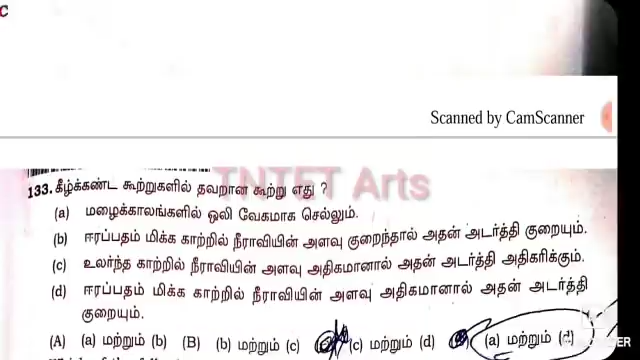 C
Scanned by CamScanner
TNTET Arts
133. கீழ்க்கண்ட கூற்றுகளில் தவறான கூற்று எது ?
(a) மழைக்காலங்களில் ஒலி வேகமாக செல்லும்.
(b) ஈரப்பதம் மிக்க காற்றில் நீராவியின் அளவு குறைந்தால் அதன் அடர்த்தி குறையும்.
(c) உலர்ந்த காற்றில் நீராவியின் அளவு அதிகமானால் அதன் அடர்த்தி அதிகரிக்கும்.
(d) ஈரப்பதம் மிக்க காற்றில் நீராவியின் அளவு அதிகமானால் அதன் அடர்த்தி
குறையும்.
(A) (a) மற்றும் (b) (B) (b) மற்றும் (c) (c) மற்றும் (d) (a) மற்றும் (d)